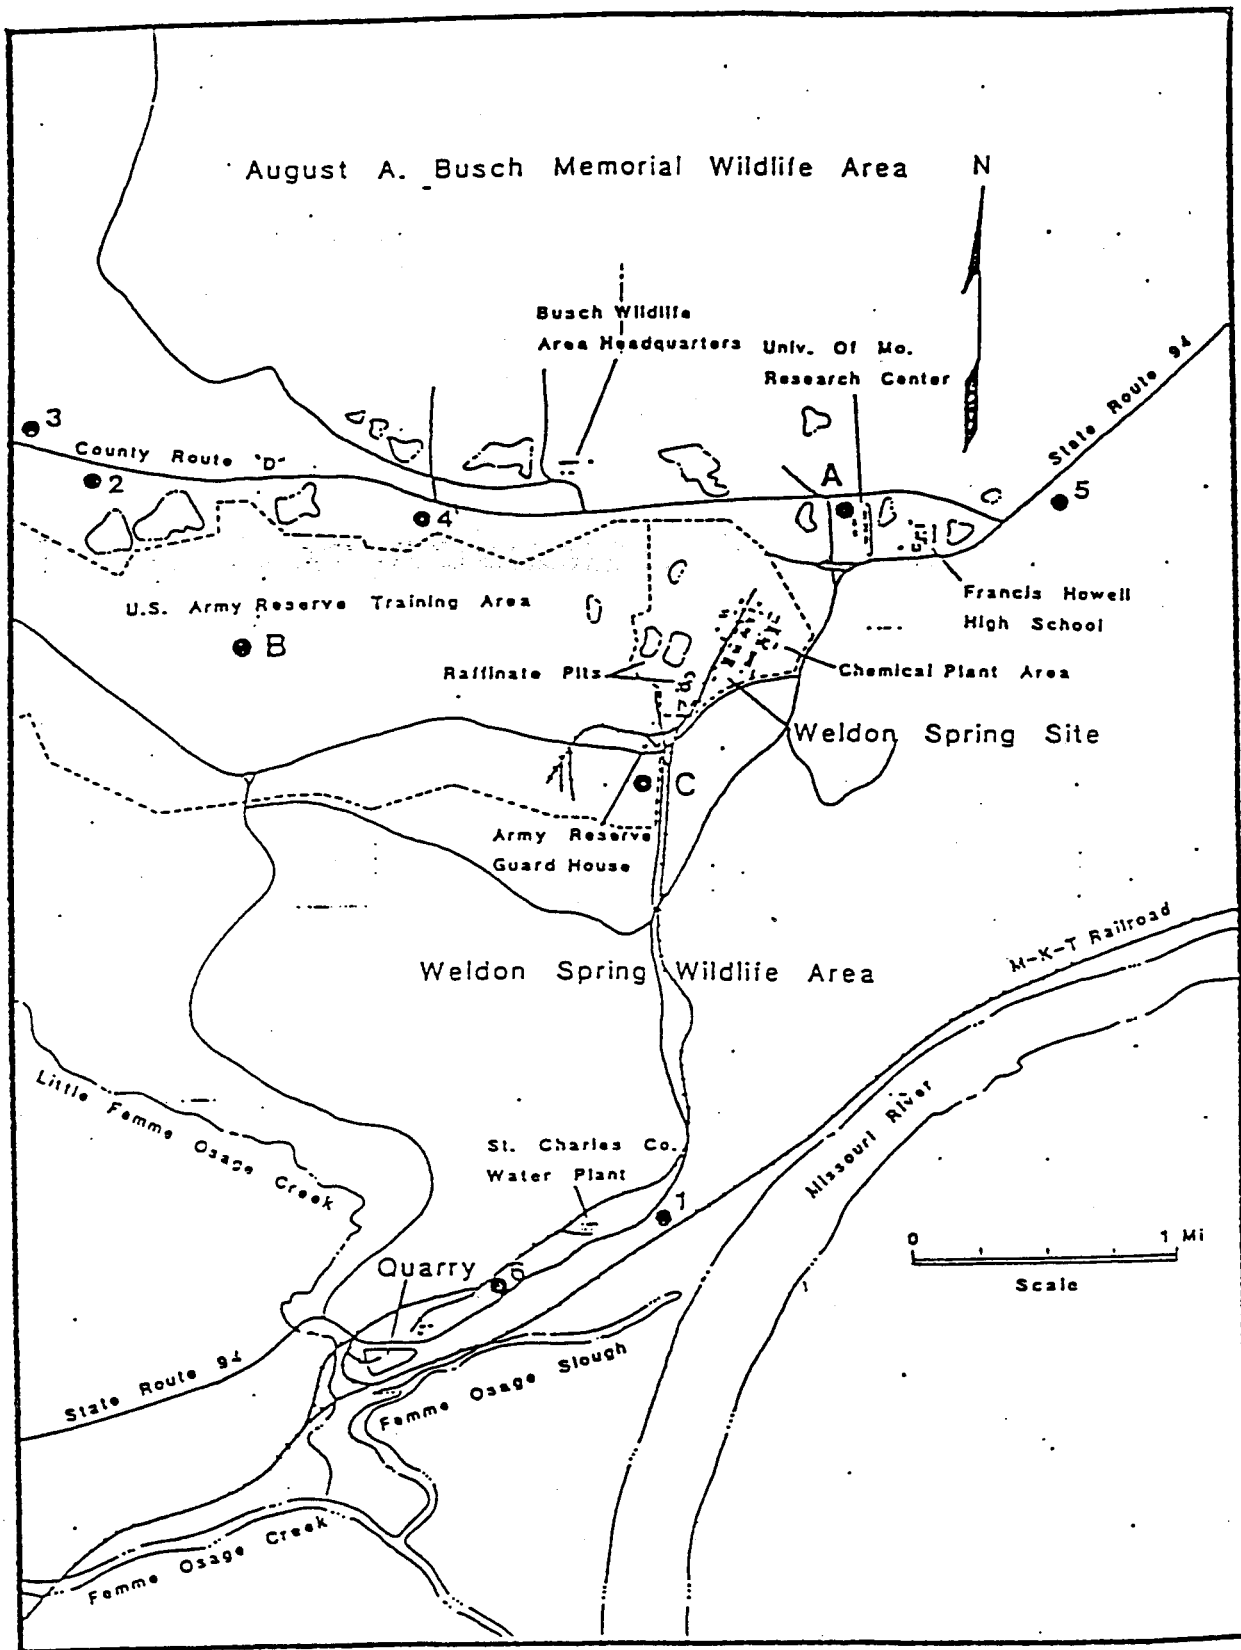 August A. Busch Memorial Wildlife Area
N
Busch Wildlife
Area Headquarters
Univ. Of Mo.
Research Center
State Route 94
3
County Route "D"
2
4
A
5
Francis Howell
High School
U.S. Army Reserve Training Area
B
Raffinate Pits
Chemical Plant Area
Weldon Spring Site
C
Army Reserve
Guard House
Weldon Spring Wildlife Area
M-K-T Railroad
Little Femme Osage Creek
Missouri River
St. Charles Co.
Water Plant
1
0 1 Mi
Scale
Quarry
6
State Route 94
Femme Osage Slough
Femme Osage Creek